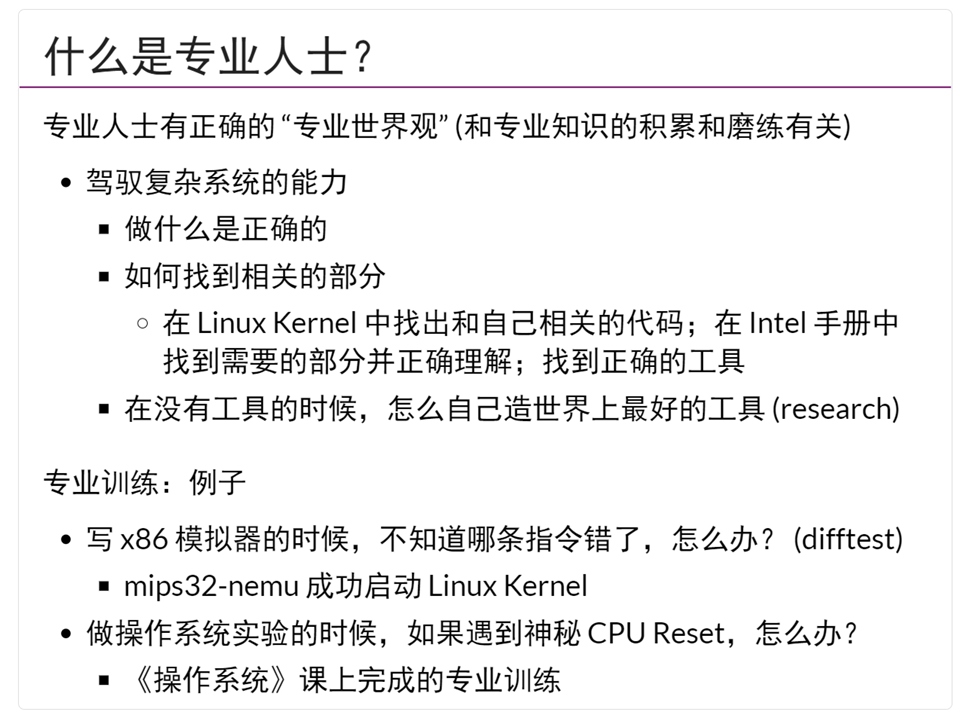 什么是专业人士？
专业人士有正确的 “专业世界观” (和专业知识的积累和磨练有关)
• 驾驭复杂系统的能力
▪ 做什么是正确的
▪ 如何找到相关的部分
◦ 在 Linux Kernel 中找出和自己相关的代码；在 Intel 手册中
找到需要的部分并正确理解；找到正确的工具
▪ 在没有工具的时候，怎么自己造世界上最好的工具 (research)
专业训练：例子
• 写 x86 模拟器的时候，不知道哪条指令错了，怎么办？ (difftest)
▪ mips32-nemu 成功启动 Linux Kernel
• 做操作系统实验的时候，如果遇到神秘 CPU Reset，怎么办？
▪ 《操作系统》课上完成的专业训练